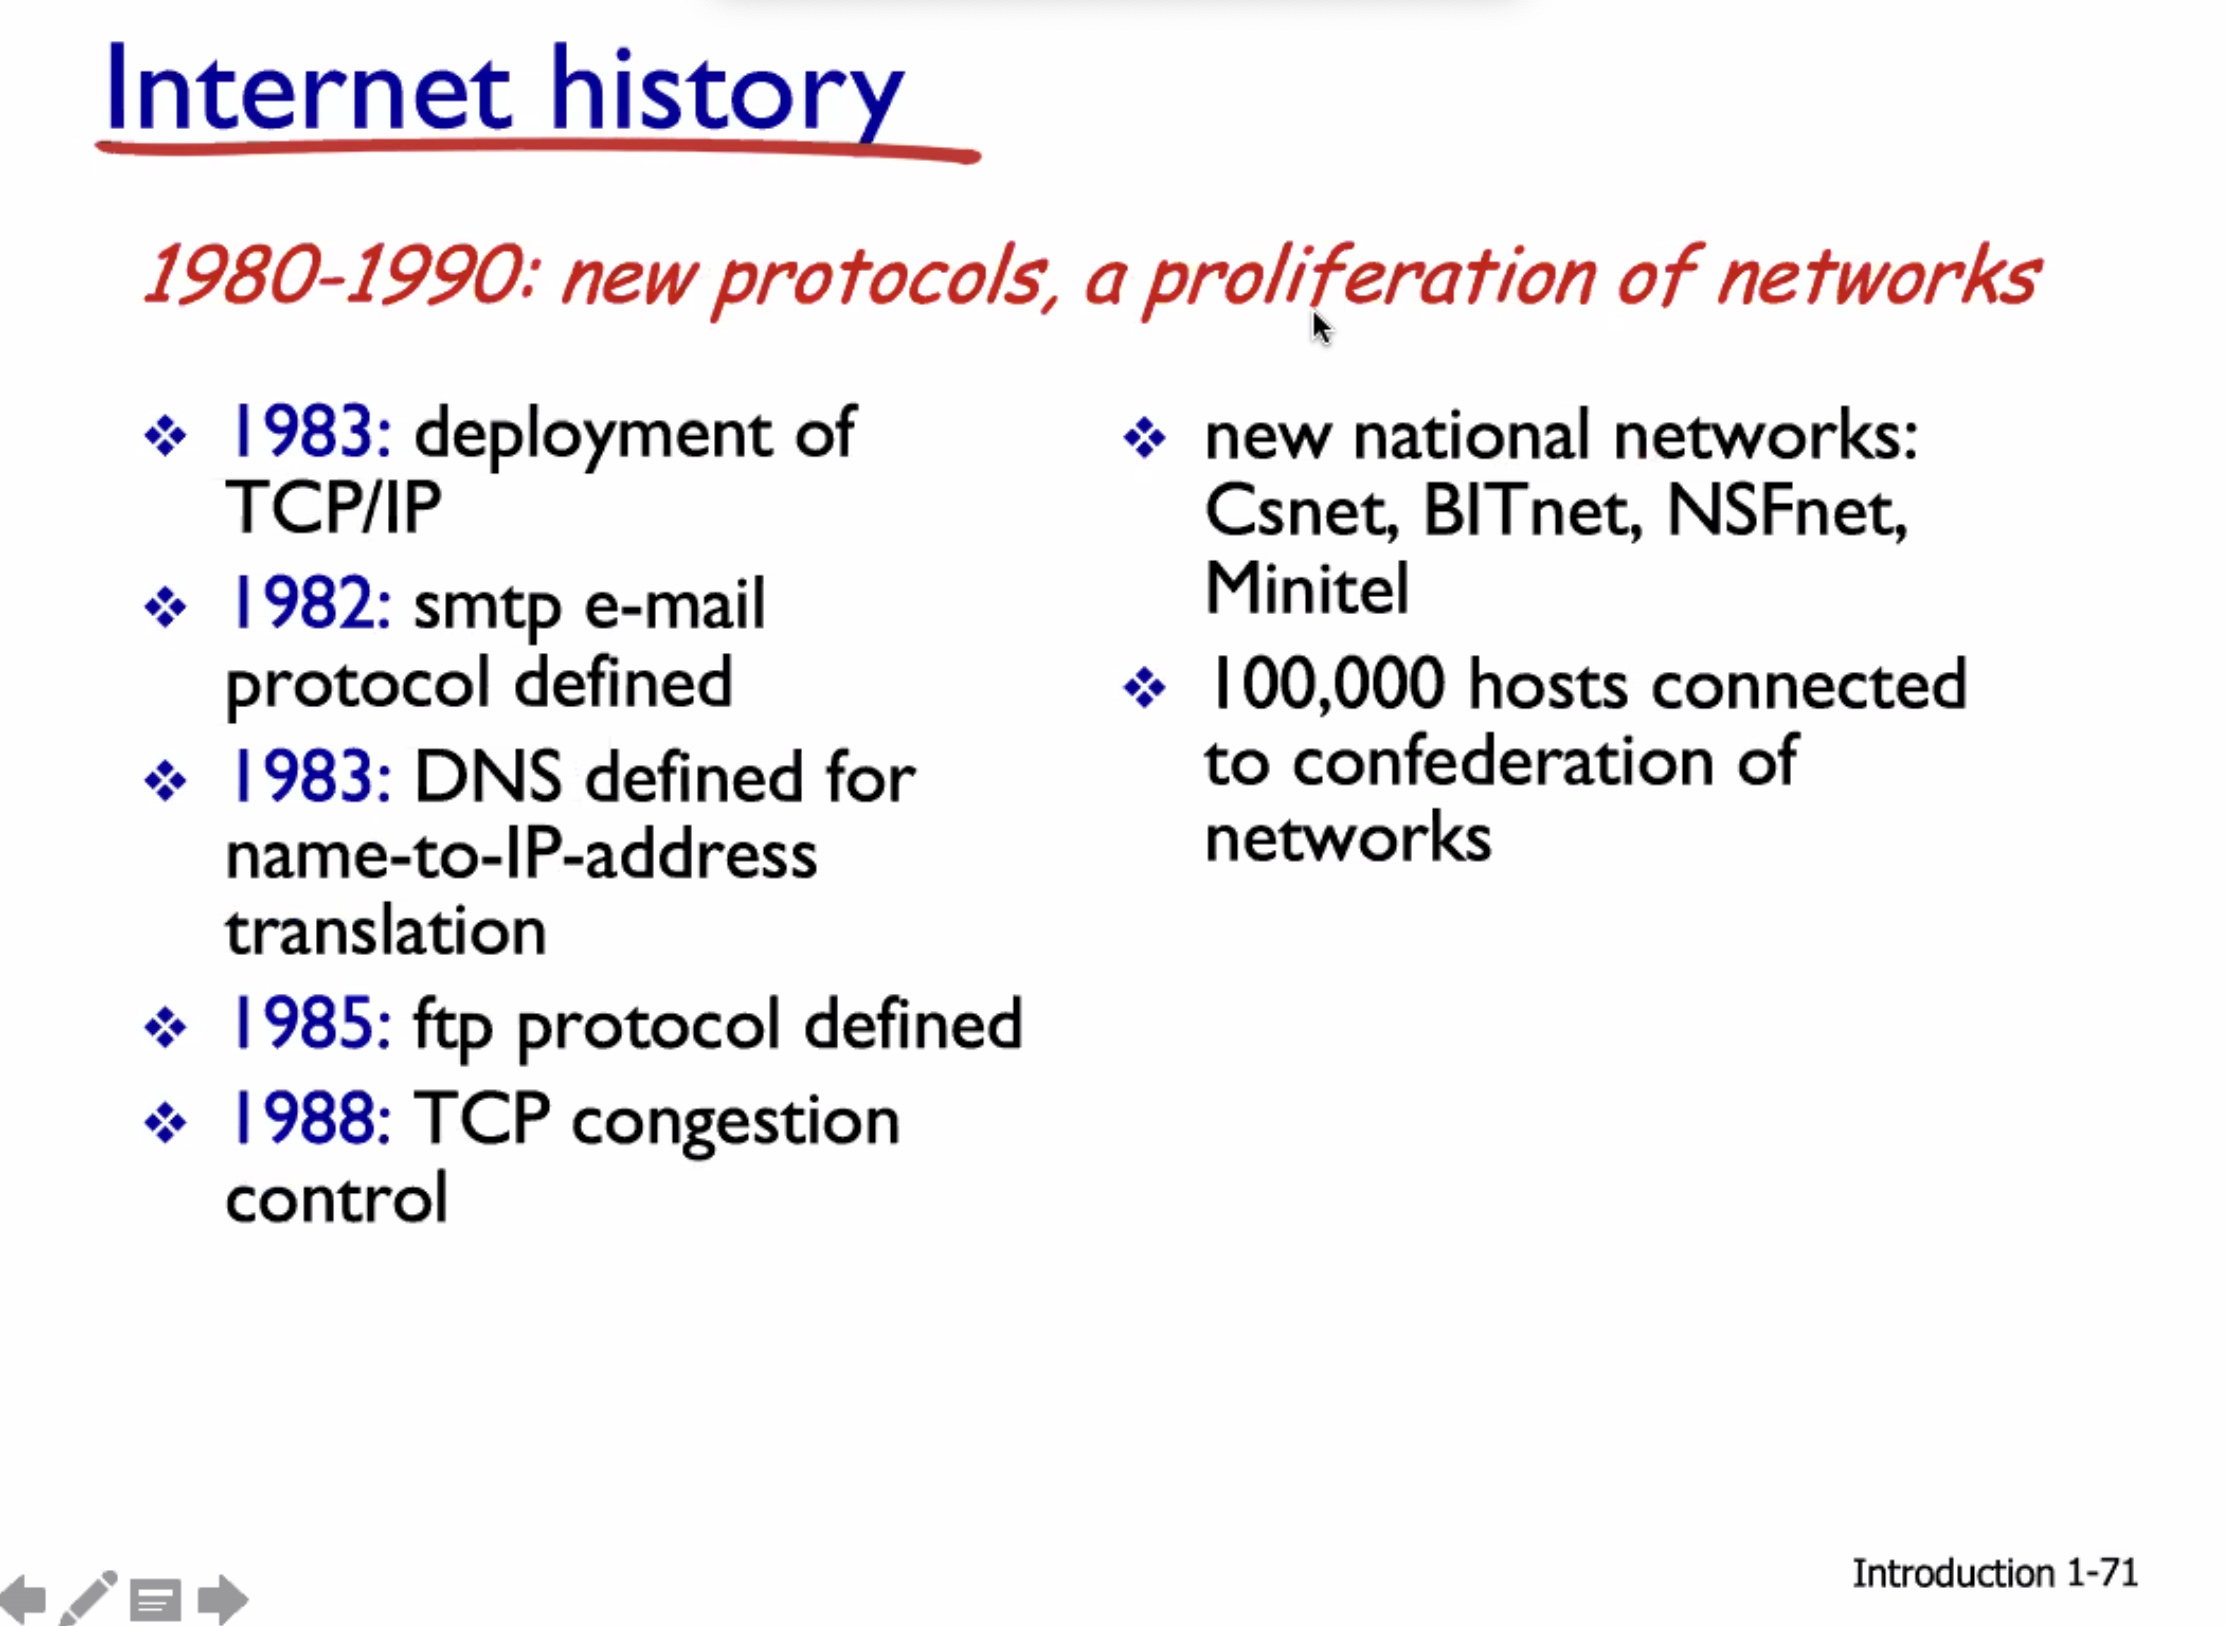 Internet history
1980-1990: new protocols, a proliferation of networks
1983: deployment of
TCP/IP
1982: smtp e-mail
protocol defined
1983: DNS defined for
name-to-IP-address
translation
1985: ftp protocol defined
1988: TCP congestion
control
new national networks:
Csnet, BITnet, NSFnet,
Minitel
100,000 hosts connected
to confederation of
networks
Introduction 1-71